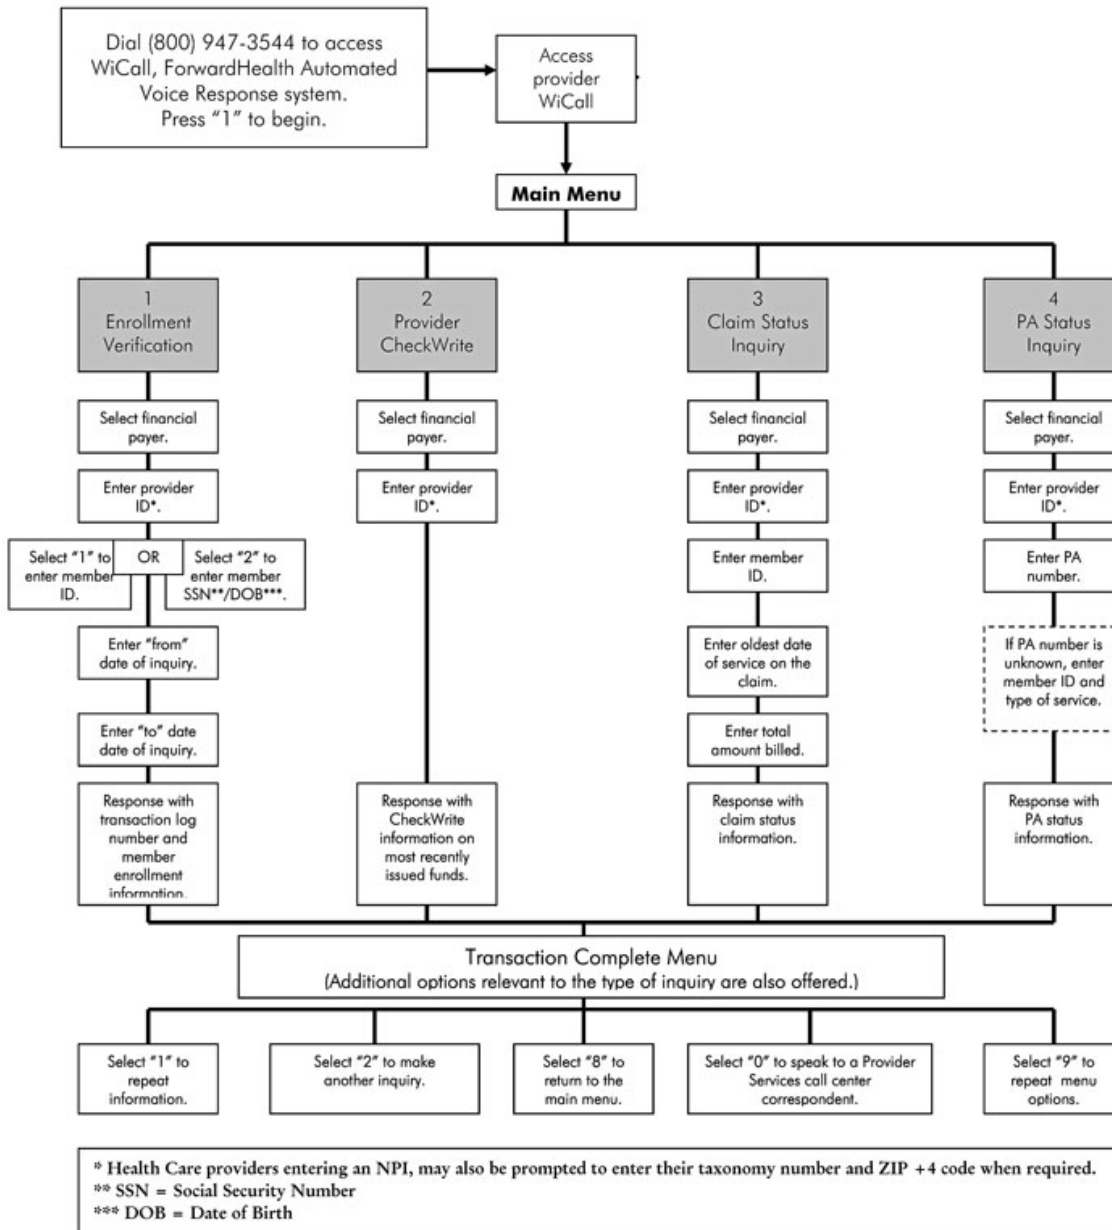 Dial (800) 947-3544 to access
WiCall, ForwardHealth Automated
Voice Response system.
Press “1” to begin.
Access
provider
WiCall
Main Menu
1
Enrollment
Verification
Select financial
payer.
Enter provider
ID*.
Select “1” to
enter member
ID.
OR
Select “2” to
enter member
SSN**/DOB***.
Enter “from”
date of inquiry.
Enter “to” date
date of inquiry.
Response with
transaction log
number and
member
enrollment
information.
2
Provider
CheckWrite
Select financial
payer.
Enter provider
ID*.
Response with
CheckWrite
information on
most recently
issued funds.
3
Claim Status
Inquiry
Select financial
payer.
Enter provider
ID*.
Enter member
ID.
Enter oldest date
of service on the
claim.
Enter total
amount billed.
Response with
claim status
information.
4
PA Status
Inquiry
Select financial
payer.
Enter provider
ID*.
Enter PA
number.
If PA number is
unknown, enter
member ID and
type of service.
Response with
PA status
information.
Transaction Complete Menu
(Additional options relevant to the type of inquiry are also offered.)
Select “1” to
repeat
information.
Select “2” to make
another inquiry.
Select “8” to
return to the
main menu.
Select “0” to speak to a Provider
Services call center
correspondent.
Select “9” to
repeat menu
options.
* Health Care providers entering an NPI, may also be prompted to enter their taxonomy number and ZIP +4 code when required.
** SSN = Social Security Number
*** DOB = Date of Birth